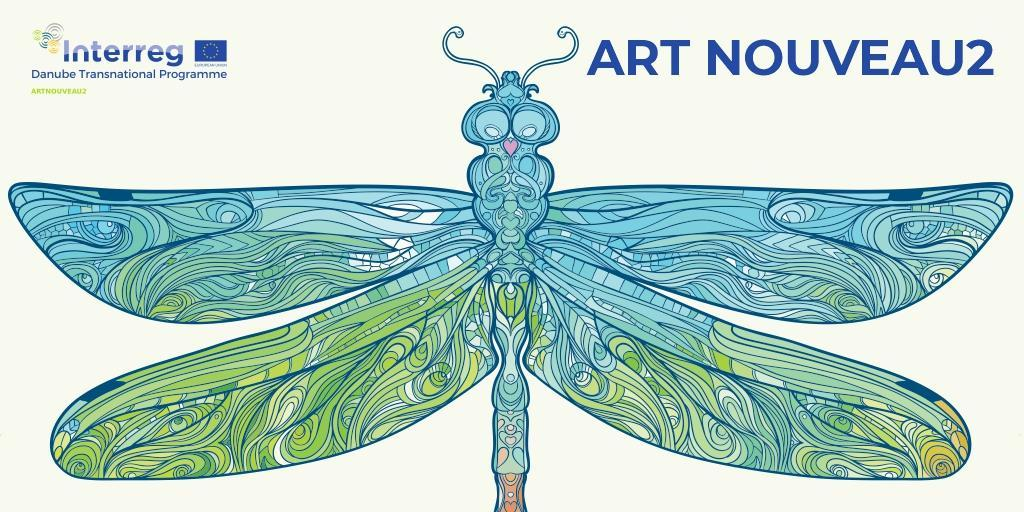 Interreg
EUROPEAN UNION
Danube Transnational Programme
ARTNOUVEAU2
ART NOUVEAU2